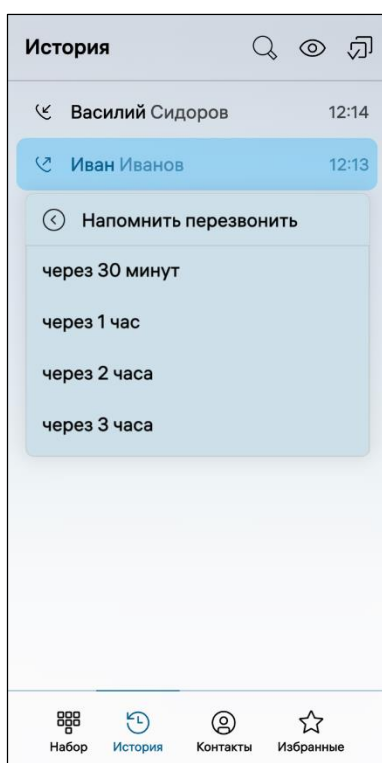 История
Василий Сидоров 12:14
Иван Иванов 12:13
Напомнить перезвонить
через 30 минут
через 1 час
через 2 часа
через 3 часа
Набор История Контакты Избранные